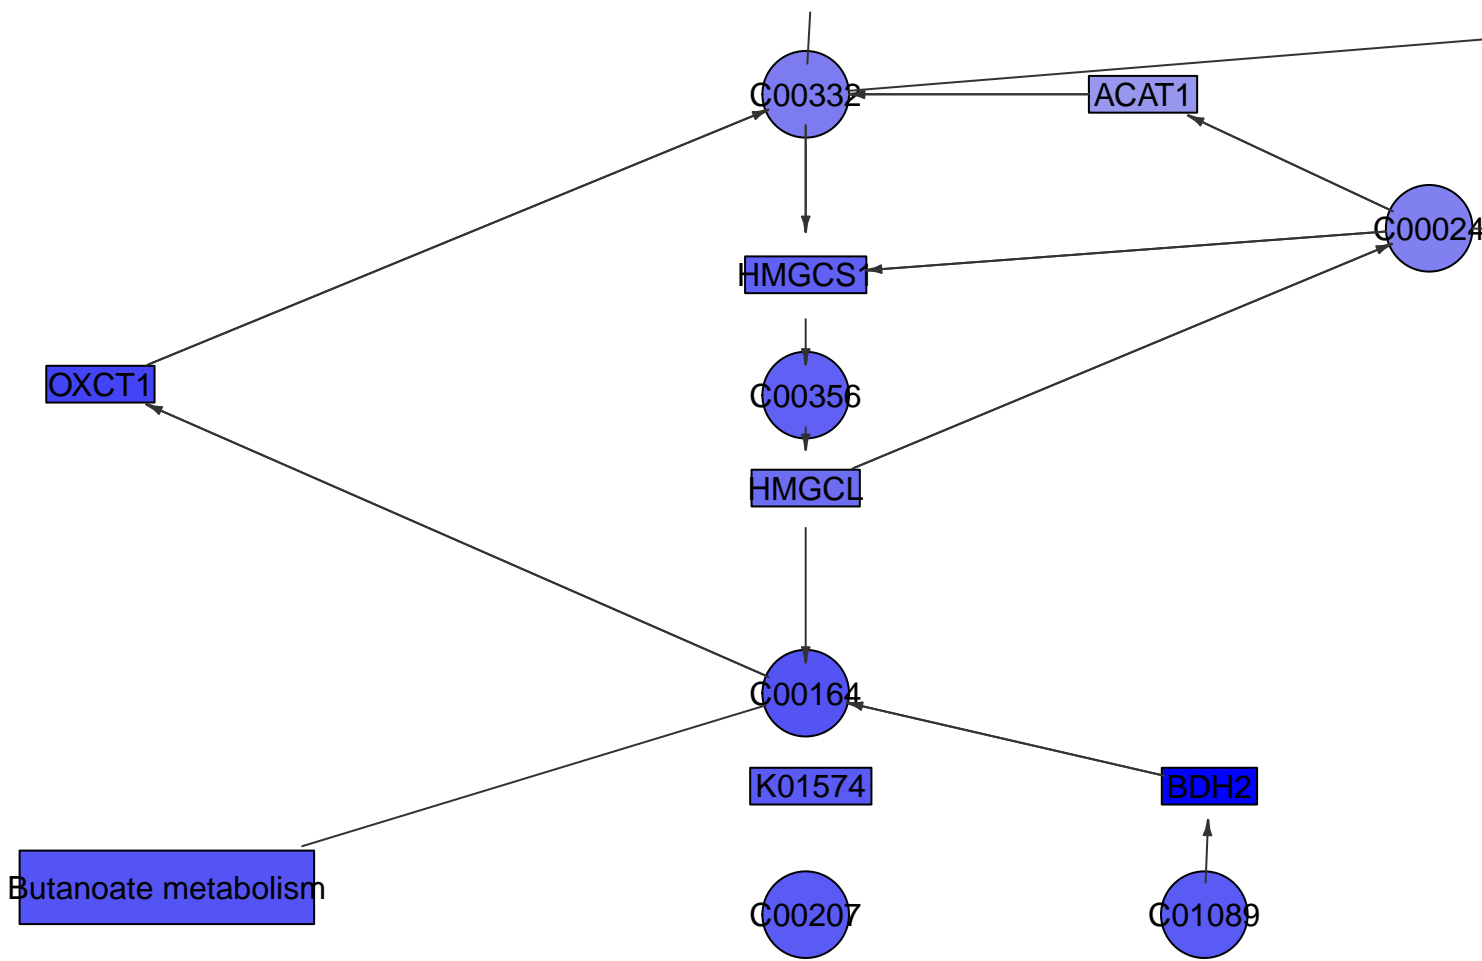 C00332
ACAT1
C00024
HMGCS1
OXCT1
C00356
HMGCL
C00164
K01574
BDH2
Butanoate metabolism
C00207
C01089